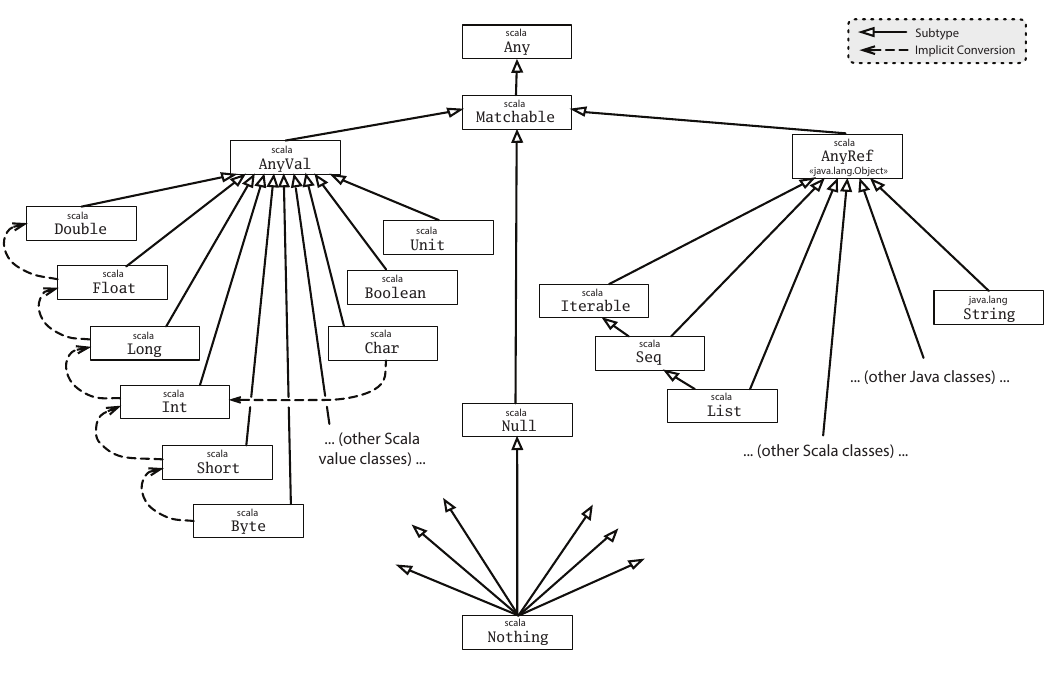 scala
Any
Subtype
Implicit Conversion
scala
Matchable
scala
AnyVal
scala
AnyRef
«java.lang.Object»
scala
Double
scala
Unit
scala
Float
scala
Boolean
scala
Iterable
java.lang
String
scala
Long
scala
Char
scala
Seq
... (other Java classes) ...
scala
Int
scala
List
scala
Null
... (other Scala
value classes) ...
... (other Scala classes) ...
scala
Short
scala
Byte
scala
Nothing